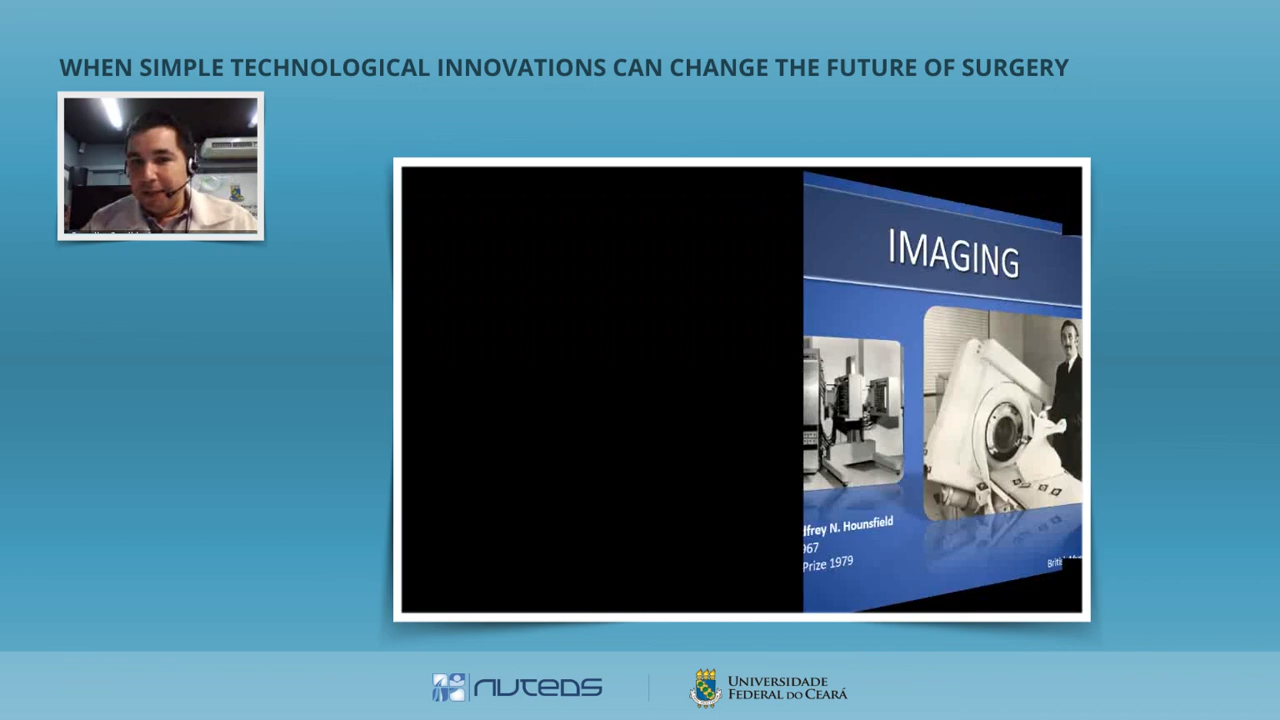 WHEN SIMPLE TECHNOLOGICAL INNOVATIONS CAN CHANGE THE FUTURE OF SURGERY
IMAGING
dfrey N. Hounsfield
967
Prize 1979
NUTEDS
UNIVERSIDADE
FEDERAL DO CEARÁ